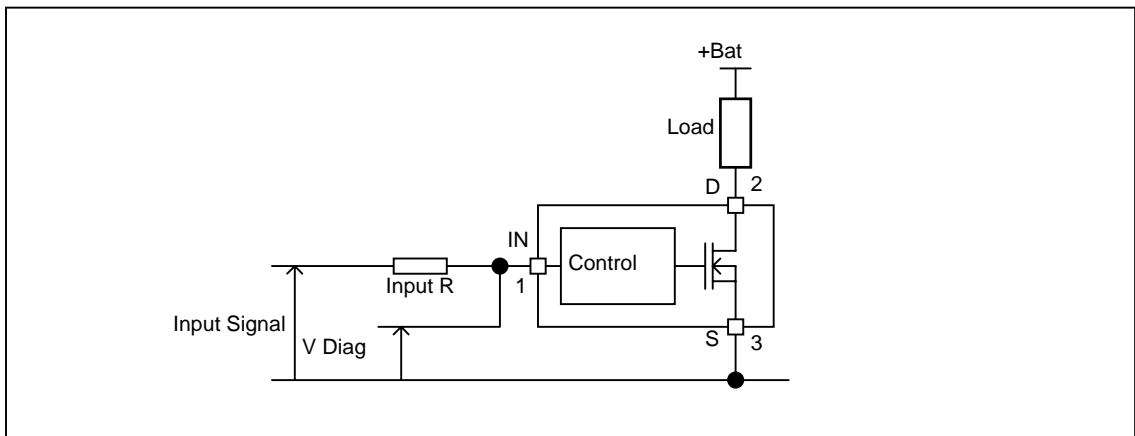 +Bat
Load
D 2
IN
1
Control
Input R
Input Signal
V Diag
S 3